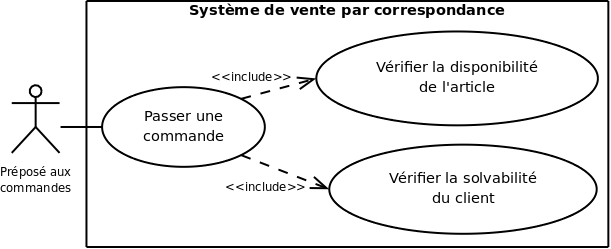 Système de vente par correspondance
<<include>>
Vérifier la disponibilité
de l'article
Passer une
commande
Préposé aux
commandes
<<include>>
Vérifier la solvabilité
du client